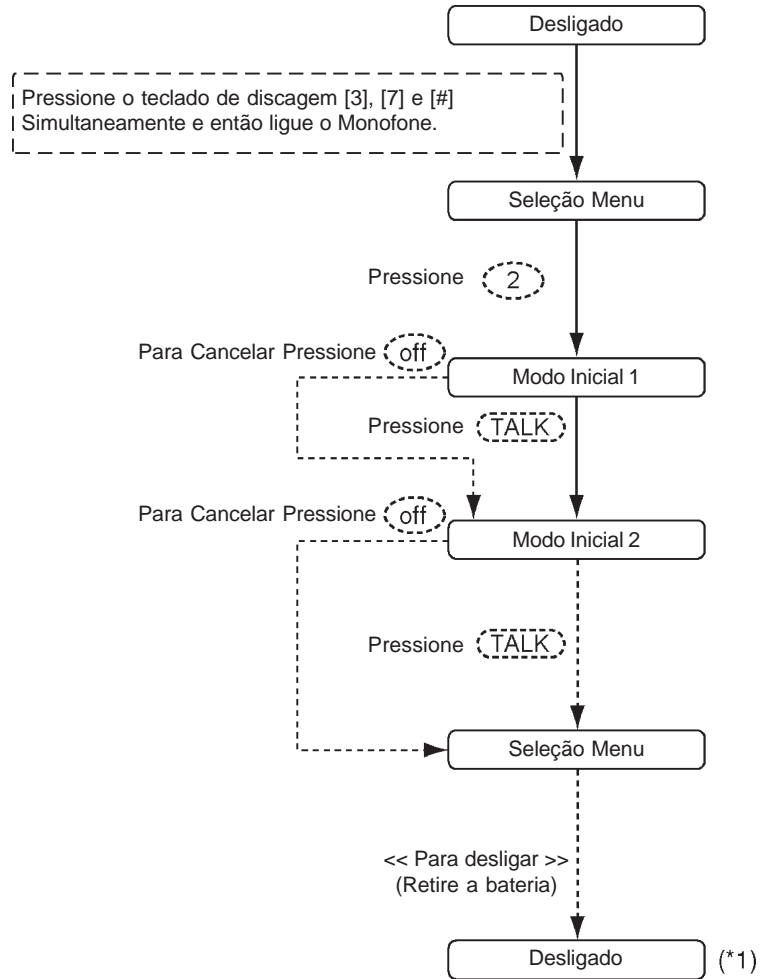 Desligado
Pressione o teclado de discagem [3], [7] e [#]
Simultaneamente e então ligue o Monofone.
Seleção Menu
Pressione 2
Para Cancelar Pressione off
Modo Inicial 1
Pressione TALK
Para Cancelar Pressione off
Modo Inicial 2
Pressione TALK
Seleção Menu
<< Para desligar >>
(Retire a bateria)
Desligado (*1)